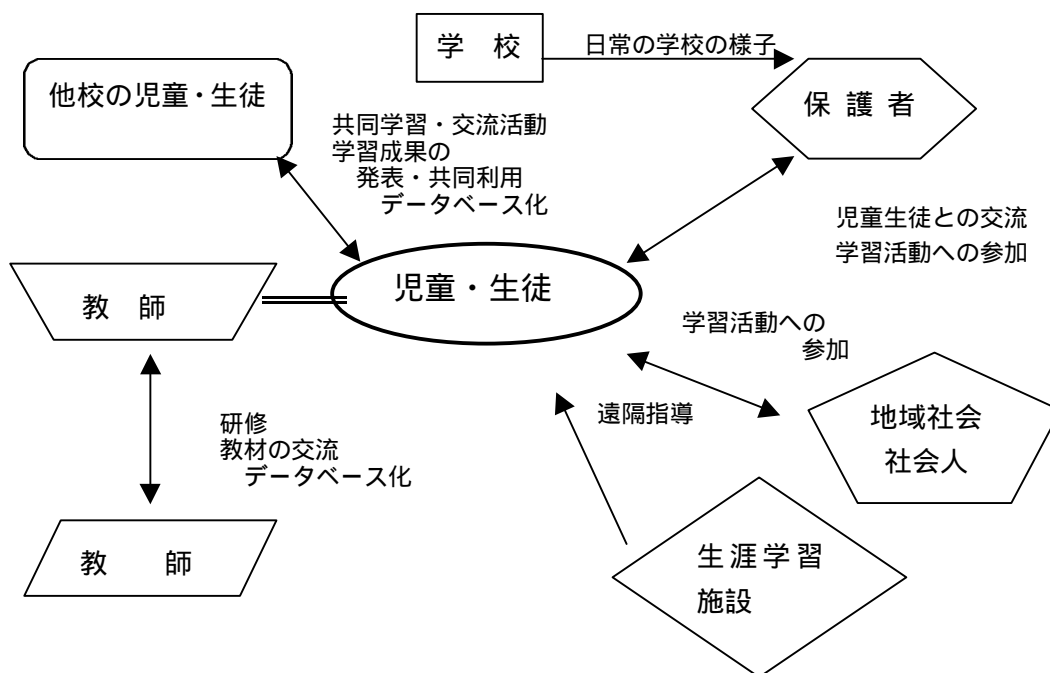 学 校
日常の学校の様子
他校の児童・生徒
保 護 者
共同学習・交流活動
学習成果の
発表・共同利用
データベース化
児童生徒との交流
学習活動への参加
児童・生徒
教 師
学習活動への
参加
遠隔指導
地域社会
社会人
研修
教材の交流
データベース化
教 師
生涯学習
施設